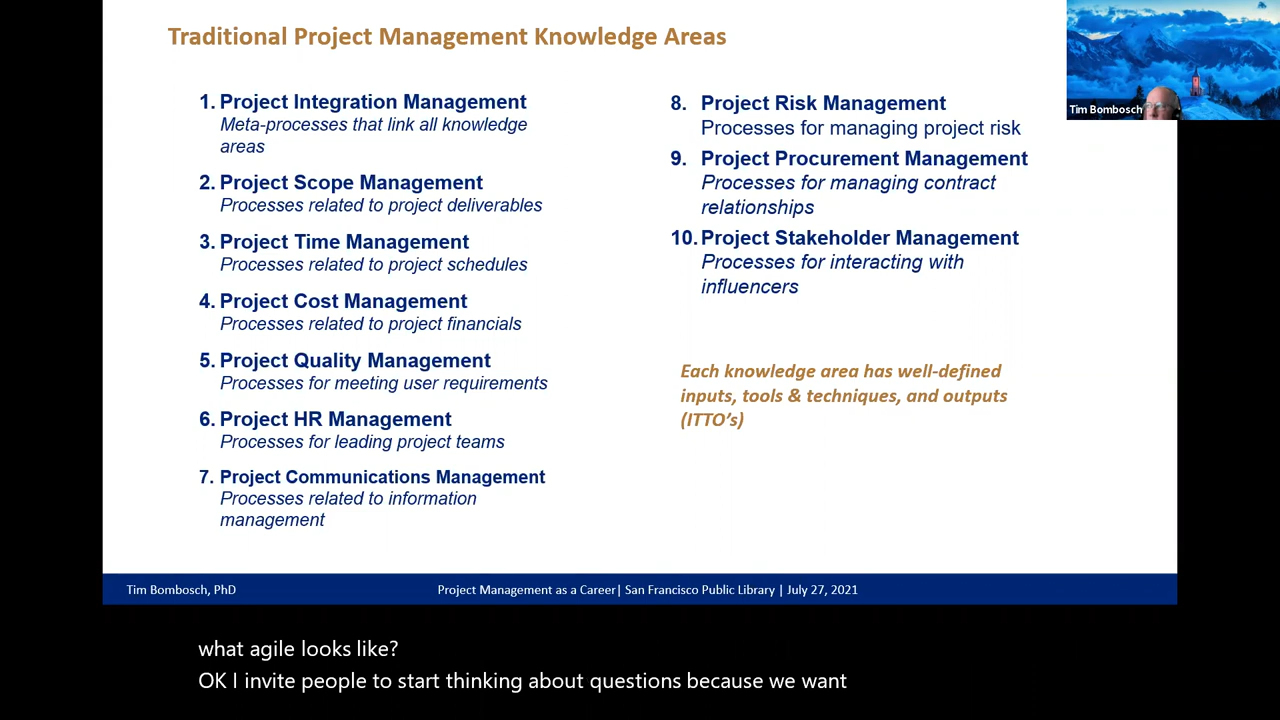 Traditional Project Management Knowledge Areas
1. Project Integration Management
Meta-processes that link all knowledge
areas
2. Project Scope Management
Processes related to project deliverables
3. Project Time Management
Processes related to project schedules
4. Project Cost Management
Processes related to project financials
5. Project Quality Management
Processes for meeting user requirements
6. Project HR Management
Processes for leading project teams
7. Project Communications Management
Processes related to information
management
8. Project Risk Management
Processes for managing project risk
9. Project Procurement Management
Processes for managing contract
relationships
10. Project Stakeholder Management
Processes for interacting with
influencers
Each knowledge area has well-defined
inputs, tools & techniques, and outputs
(ITTO's)
Tim Bombosch
Tim Bombosch, PhD
Project Management as a Career| San Francisco Public Library | July 27, 2021
what agile looks like?
OK I invite people to start thinking about questions because we want